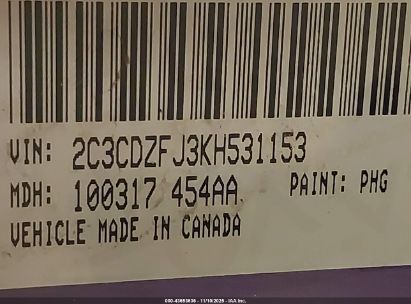 VIN: 2C3CDZFJ3KH531153
MDH: 100317 454AA PAINT: PHG
VEHICLE MADE IN CANADA